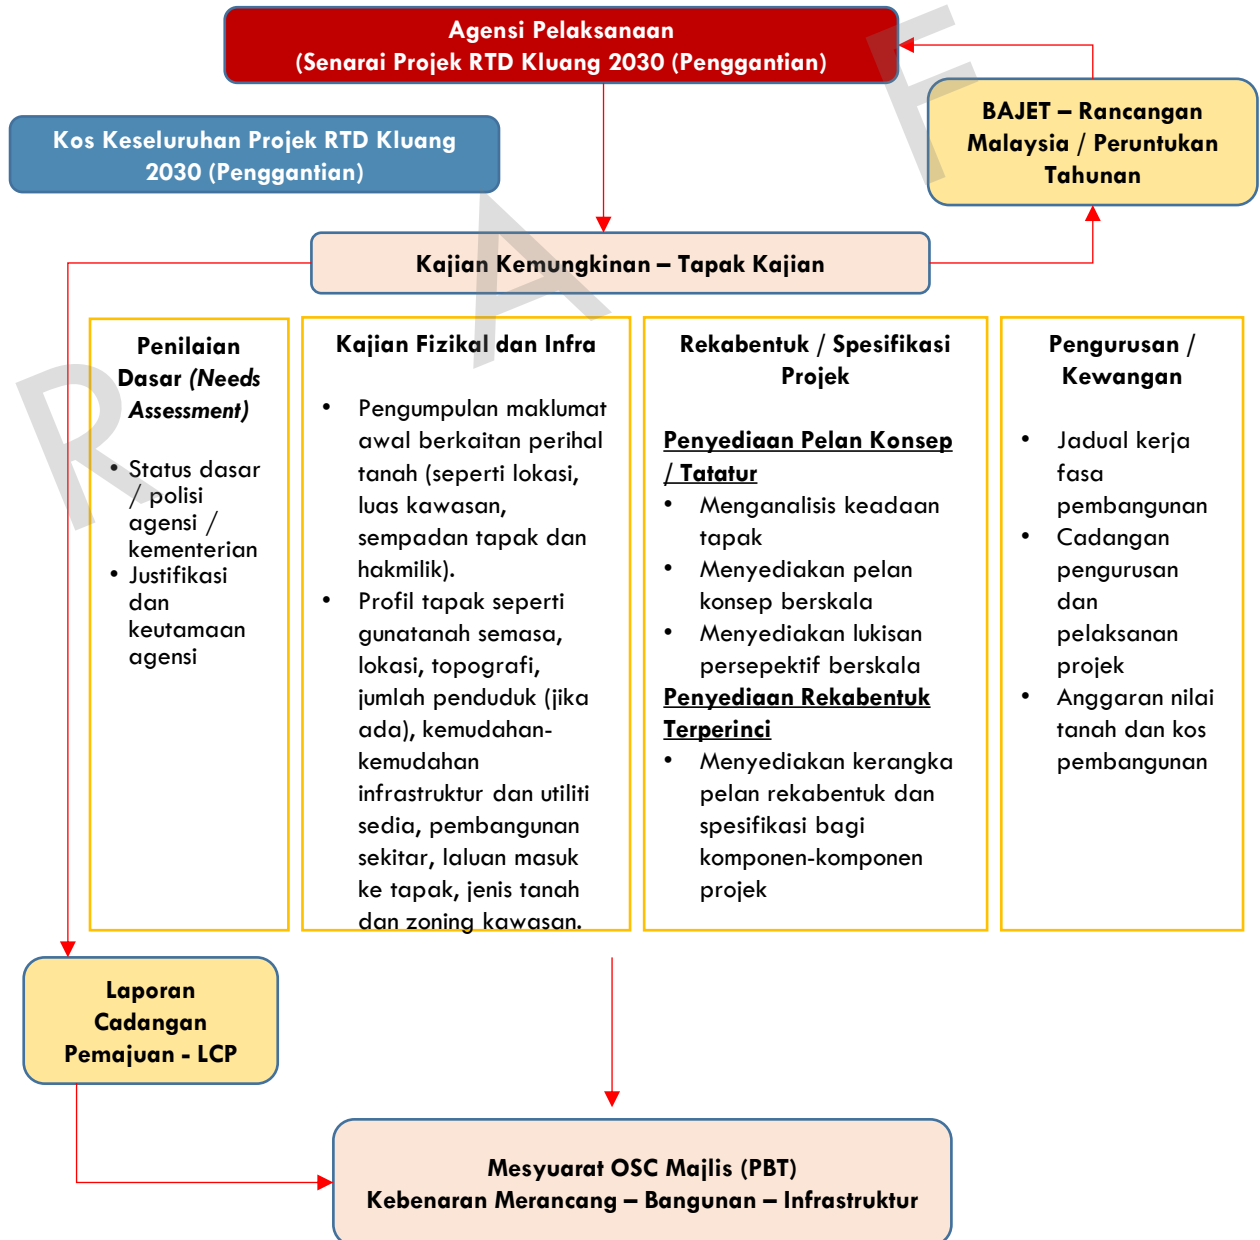 Agensi Pelaksanaan
(Senarai Projek RTD Kluang 2030 (Penggantian)
BAJET – Rancangan
Malaysia / Peruntukan
Tahunan
Kos Keseluruhan Projek RTD Kluang
2030 (Penggantian)
Kajian Kemungkinan – Tapak Kajian
Penilaian
Dasar (Needs
Assessment)
• Status dasar
/ polisi
agensi /
kementerian
• Justifikasi
dan
keutamaan
agensi
Kajian Fizikal dan Infra
• Pengumpulan maklumat
awal berkaitan perihal
tanah (seperti lokasi,
luas kawasan,
sempadan tapak dan
hakmilik).
• Profil tapak seperti
gunatanah semasa,
lokasi, topografi,
jumlah penduduk (jika
ada), kemudahan-
kemudahan
infrastruktur dan utiliti
sedia, pembangunan
sekitar, laluan masuk
ke tapak, jenis tanah
dan zoning kawasan.
Rekabentuk / Spesifikasi
Projek
Penyediaan Pelan Konsep
/ Tatatur
• Menganalisis keadaan
tapak
• Menyediakan pelan
konsep berskala
• Menyediakan lukisan
persepektif berskala
Penyediaan Rekabentuk
Terperinci
• Menyediakan kerangka
pelan rekabentuk dan
spesifikasi bagi
komponen-komponen
projek
Pengurusan /
Kewangan
• Jadual kerja
fasa
pembangunan
• Cadangan
pengurusan
dan
pelaksanan
projek
• Anggaran nilai
tanah dan kos
pembangunan
Laporan
Cadangan
Pemajuan - LCP
Mesyuarat OSC Majlis (PBT)
Kebenaran Merancang – Bangunan – Infrastruktur
R A F